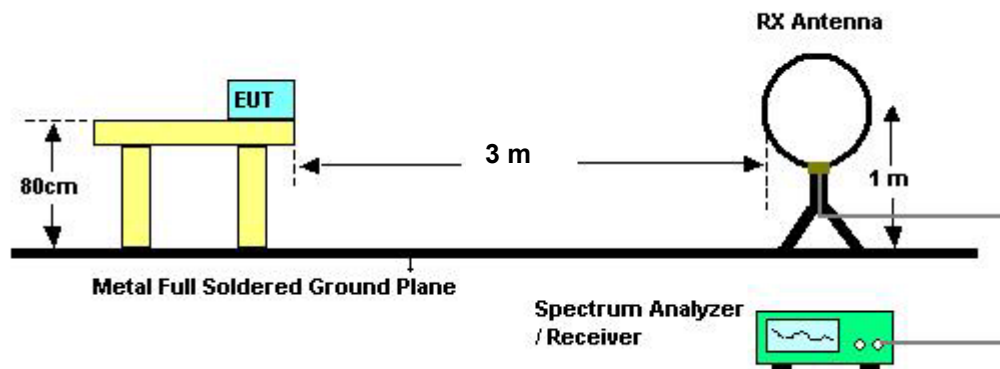 RX Antenna
EUT
3 m
80cm
1 m
Metal Full Soldered Ground Plane
Spectrum Analyzer
/ Receiver